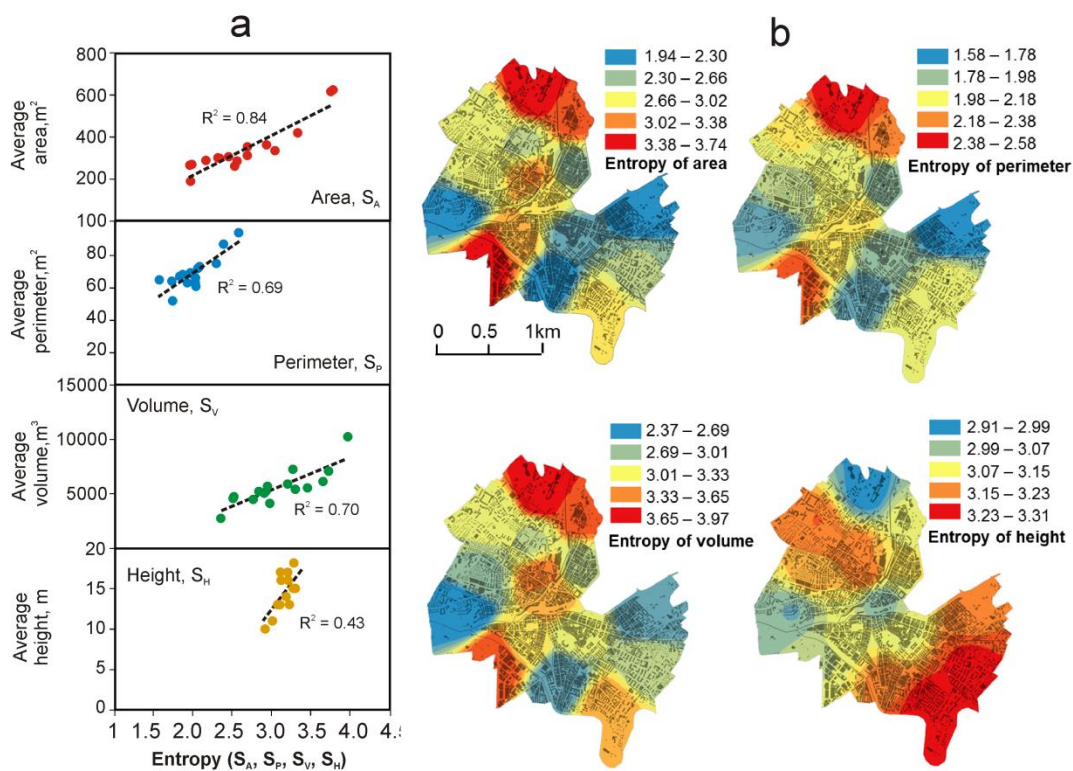 a
b
Average
area,m²
800
600
400
200
R² = 0.84
Area, S_A
Average
perimeter,m²
100
80
60
40
20
R² = 0.69
Perimeter, S_P
Average
volume,m³
15000
10000
5000
Volume, S_V
R² = 0.70
Average
height, m
20
15
10
5
0
Height, S_H
R² = 0.43
1 1.5 2.0 2.5 3.0 3.5 4.0 4.
Entropy (S_A, S_P, S_V, S_H)
1.94 – 2.30
2.30 – 2.66
2.66 – 3.02
3.02 – 3.38
3.38 – 3.74
Entropy of area
1.58 – 1.78
1.78 – 1.98
1.98 – 2.18
2.18 – 2.38
2.38 – 2.58
Entropy of perimeter
0 0.5 1km
2.37 – 2.69
2.69 – 3.01
3.01 – 3.33
3.33 – 3.65
3.65 – 3.97
Entropy of volume
2.91 – 2.99
2.99 – 3.07
3.07 – 3.15
3.15 – 3.23
3.23 – 3.31
Entropy of height